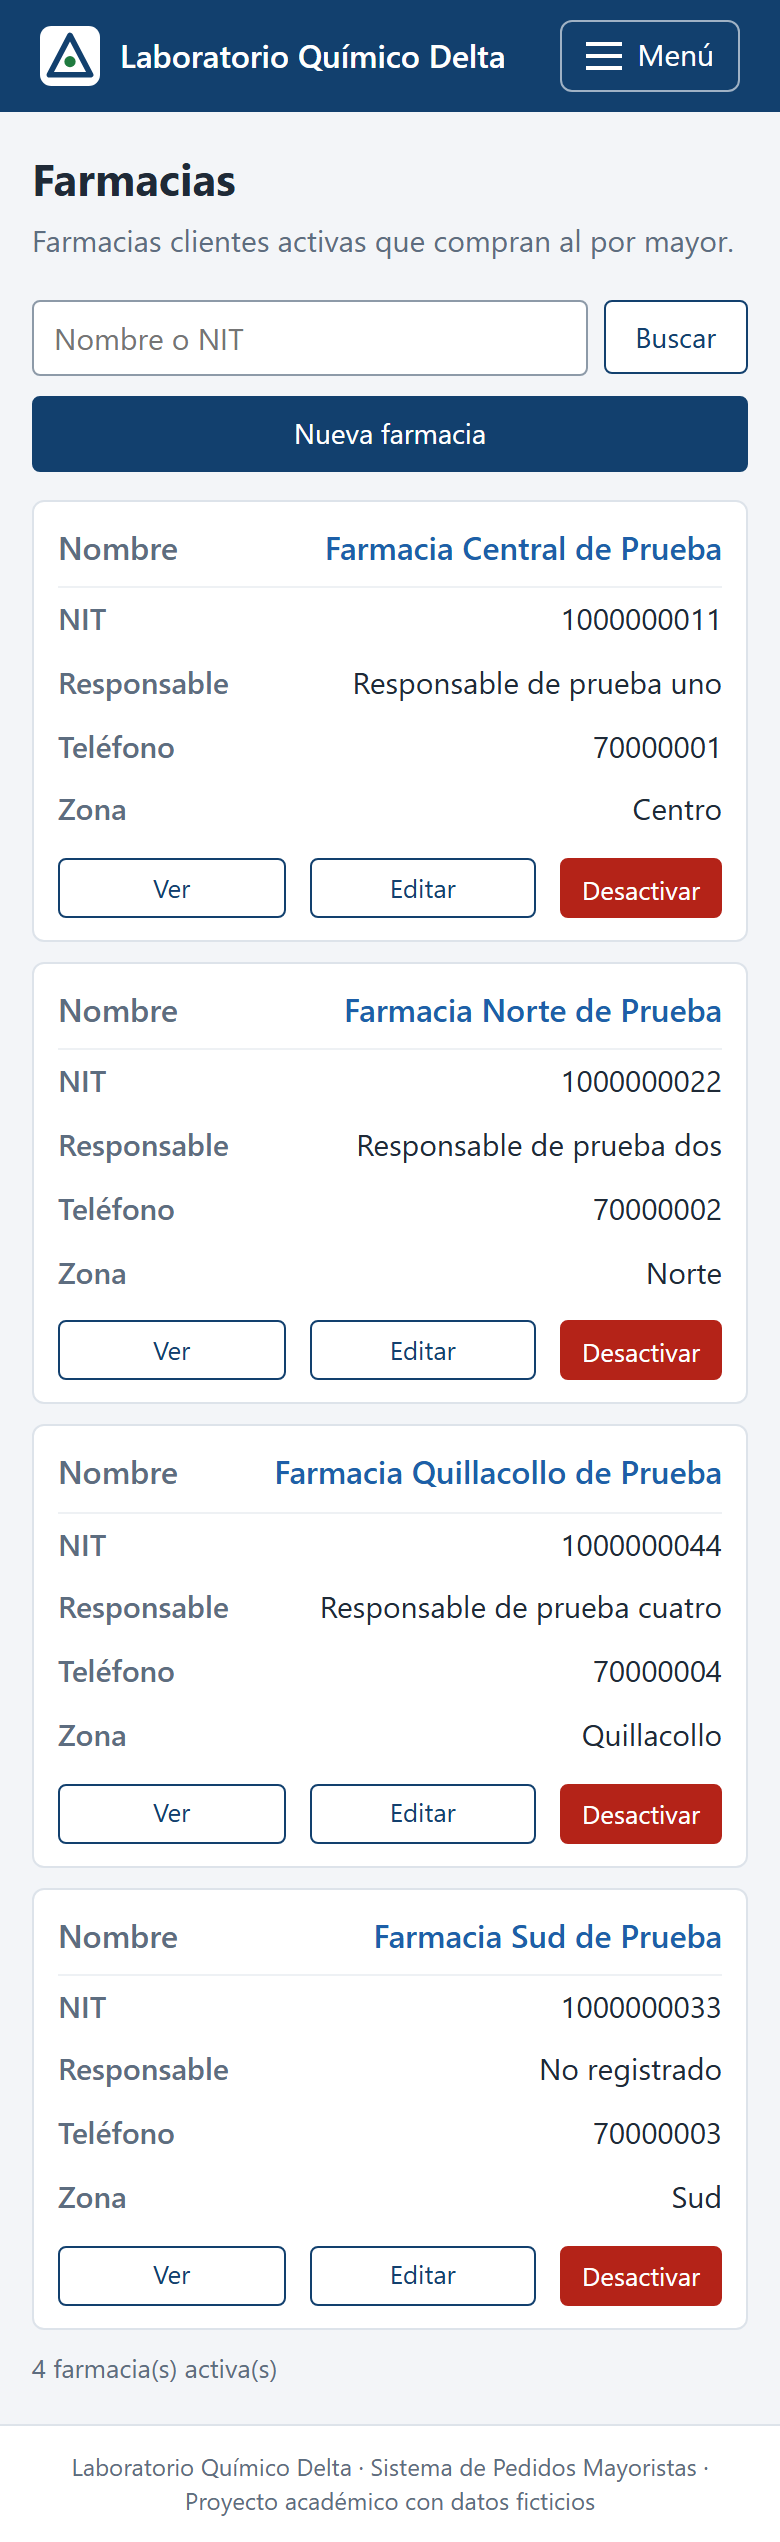 Laboratorio Químico Delta
Menú
Farmacias
Farmacias clientes activas que compran al por mayor.
Nombre o NIT
Buscar
Nueva farmacia
Nombre Farmacia Central de Prueba
NIT 1000000011
Responsable Responsable de prueba uno
Teléfono 70000001
Zona Centro
Ver Editar Desactivar
Nombre Farmacia Norte de Prueba
NIT 1000000022
Responsable Responsable de prueba dos
Teléfono 70000002
Zona Norte
Ver Editar Desactivar
Nombre Farmacia Quillacollo de Prueba
NIT 1000000044
Responsable Responsable de prueba cuatro
Teléfono 70000004
Zona Quillacollo
Ver Editar Desactivar
Nombre Farmacia Sud de Prueba
NIT 1000000033
Responsable No registrado
Teléfono 70000003
Zona Sud
Ver Editar Desactivar
4 farmacia(s) activa(s)
Laboratorio Químico Delta · Sistema de Pedidos Mayoristas ·
Proyecto académico con datos ficticios